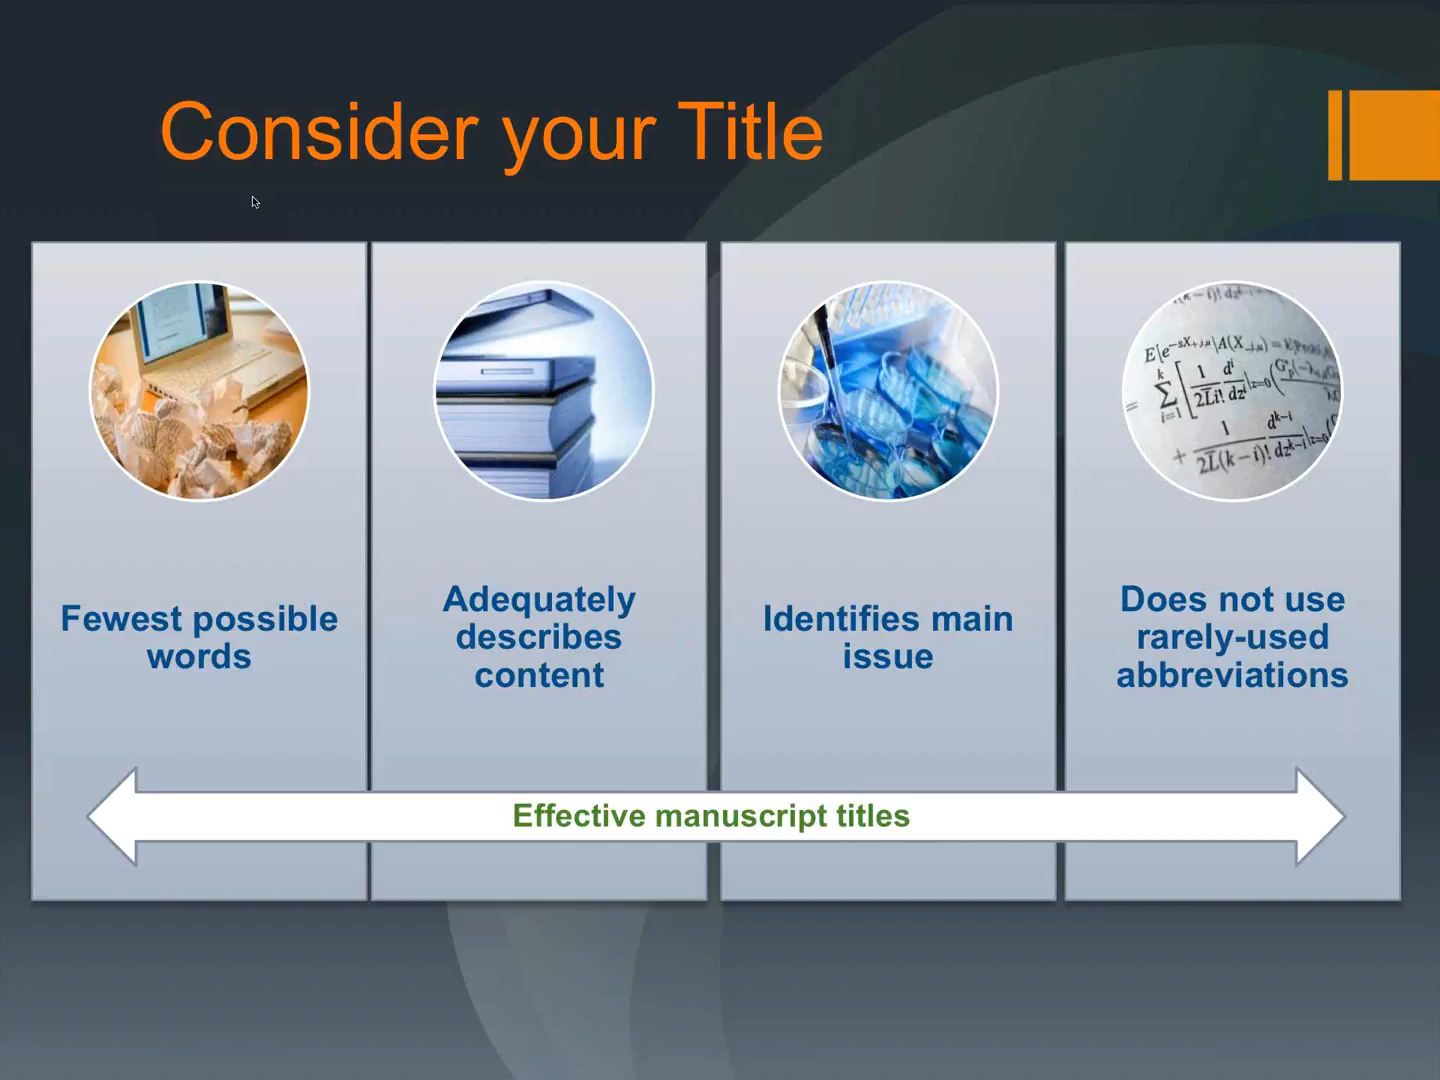 Consider your Title
Fewest possible
words
Adequately
describes
content
Identifies main
issue
Does not use
rarely-used
abbreviations
Effective manuscript titles